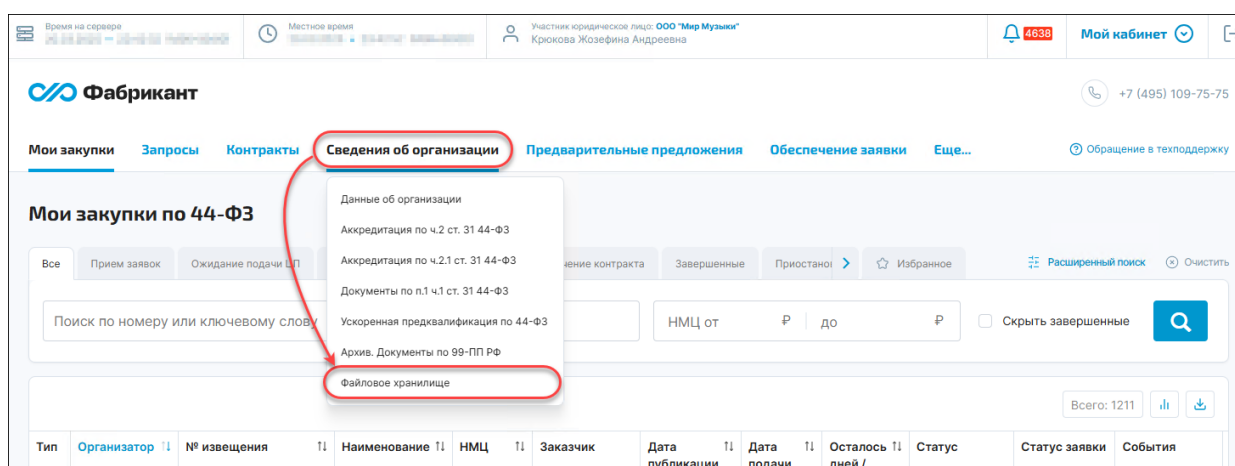 Время на сервере
Местное время
Участник юридическое лицо: ООО "Мир Музыки"
Крюкова Жозефина Андреевна
4638
Мой кабинет
Фабрикант
+7 (495) 109-75-75
Мои закупки Запросы Контракты Сведения об организации Предварительные предложения Обеспечение заявки Еще...
Обращение в техподдержку
Данные об организации
Аккредитация по ч.2 ст. 31 44-ФЗ
Аккредитация по ч.2.1 ст. 31 44-ФЗ
Документы по п.1 ч.1 ст. 31 44-ФЗ
Ускоренная предквалификация по 44-ФЗ
Архив. Документы по 99-ПП РФ
Файловое хранилище
Мои закупки по 44-ФЗ
Все Прием заявок Ожидание подачи ЦП контракта Завершенные Избранное
Расширенный поиск Очистить
Поиск по номеру или ключевому слову
НМЦ от ₽ до ₽
Скрыть завершенные
Всего: 1211
Тип Организатор № извещения Наименование НМЦ Заказчик Дата публикации Дата подачи Осталось дней / Статус Статус заявки События